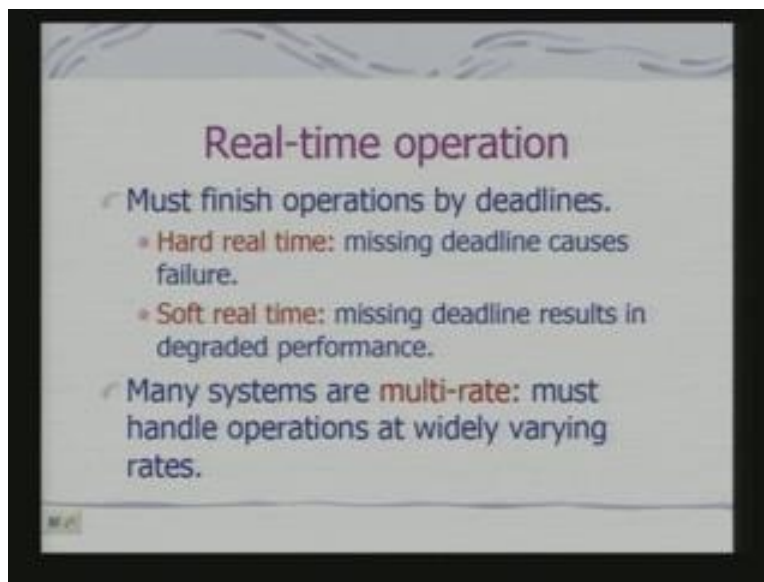 Real-time operation
Must finish operations by deadlines.
Hard real time: missing deadline causes
failure.
Soft real time: missing deadline results in
degraded performance.
Many systems are multi-rate: must
handle operations at widely varying
rates.